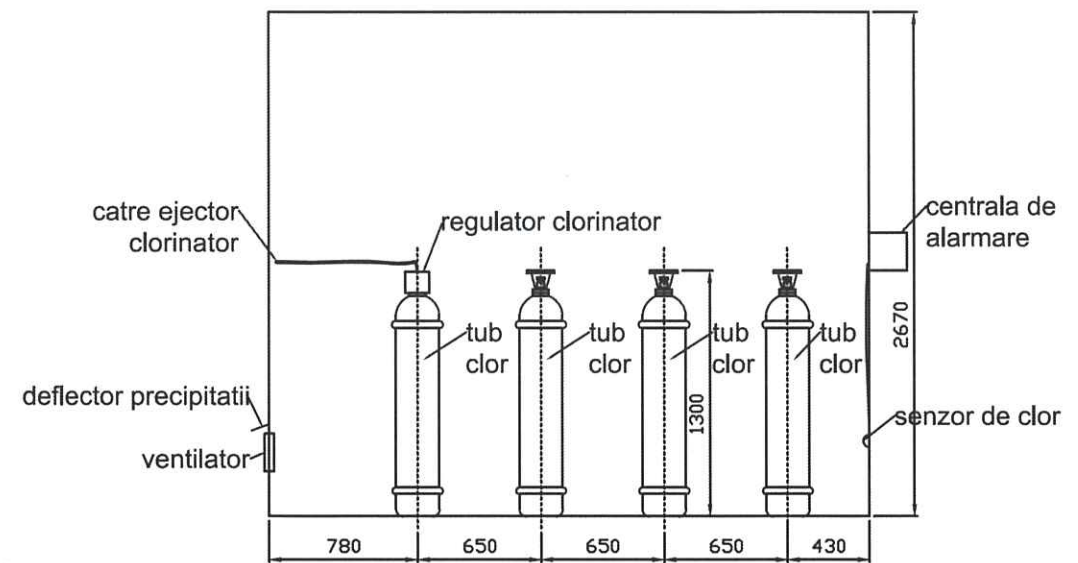 catre ejector
clorinator
regulator clorinator
centrala de
alarmare
tub
clor
tub
clor
tub
clor
tub
clor
2670
1300
deflector precipitatii
ventilator
senzor de clor
780
650
650
650
430